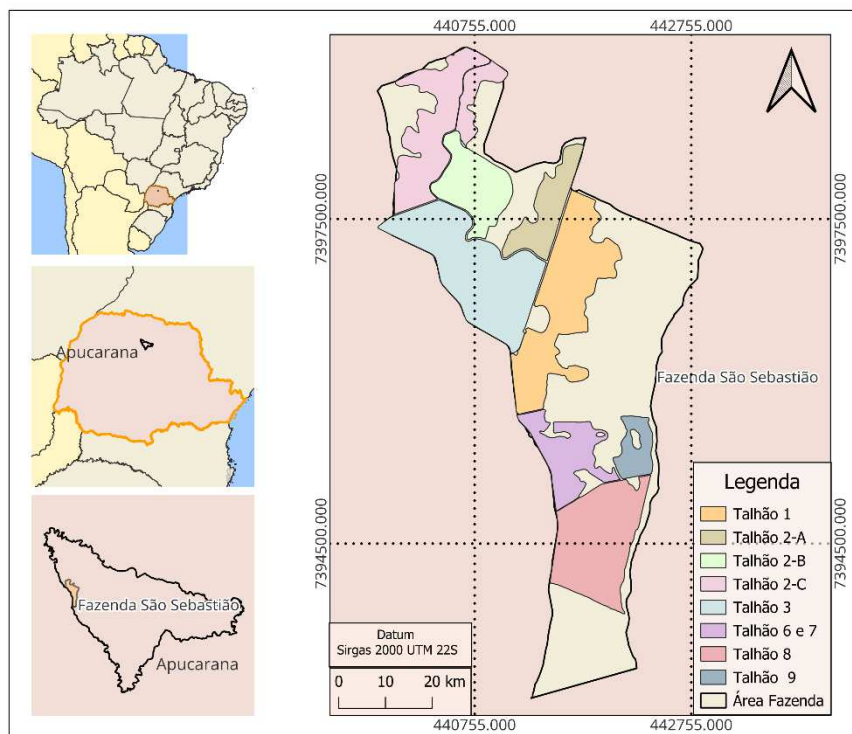 440755.000
442755.000
7397500.000
7397500.000
Apucarana
Fazenda São Sebastião
Legenda
Talhão 1
Talhão 2-A
Talhão 2-B
Talhão 2-C
Talhão 3
Talhão 6 e 7
Talhão 8
Talhão 9
Área Fazenda
7394500.000
7394500.000
Fazenda São Sebastião
Apucarana
Datum
Sirgas 2000 UTM 22S
0 10 20 km
440755.000
442755.000